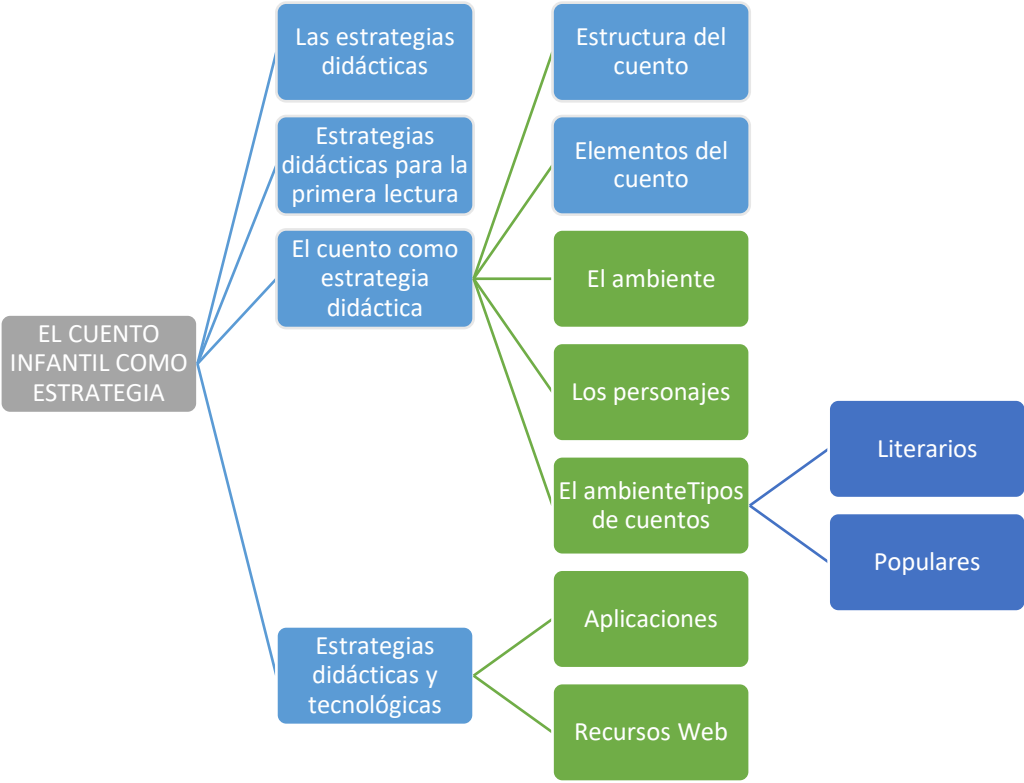 EL CUENTO
INFANTIL COMO
ESTRATEGIA
Las estrategias
didácticas
Estrategias
didácticas para la
primera lectura
El cuento como
estrategia
didáctica
Estructura del
cuento
Elementos del
cuento
El ambiente
Los personajes
El ambienteTipos
de cuentos
Literarios
Populares
Estrategias
didácticas y
tecnológicas
Aplicaciones
Recursos Web